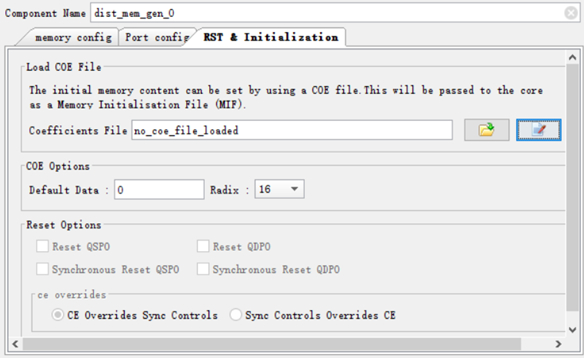 Component Name dist_mem_gen_0
memory config Port config RST & Initialization
Load COE File
The initial memory content can be set by using a COE file.This will be passed to the core
as a Memory Initialisation File (MIF).
Coefficients File no_coe_file_loaded
COE Options
Default Data : 0 Radix : 16
Reset Options
Reset QSPO Reset QDPO
Synchronous Reset QSPO Synchronous Reset QDPO
ce overrides
CE Overrides Sync Controls Sync Controls Overrides CE